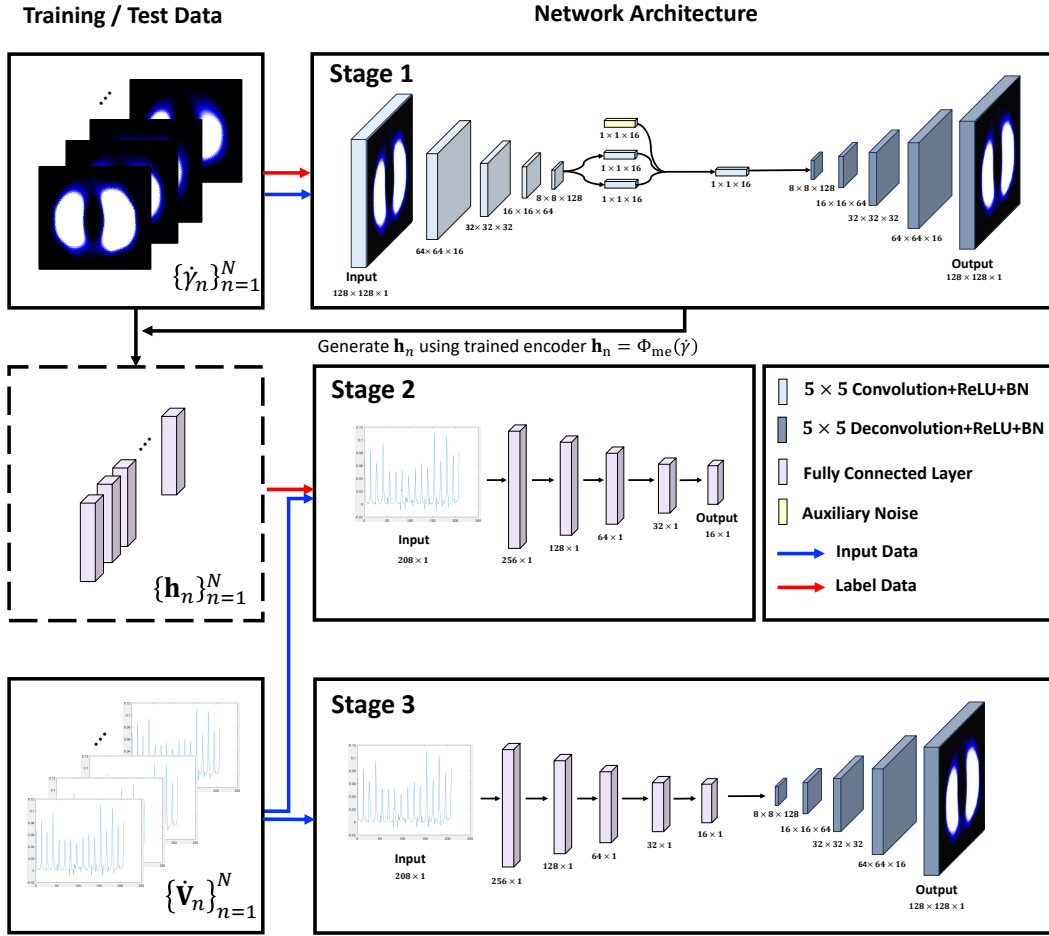 Training / Test Data
Network Architecture
{γ̇ₙ}ᴺₙ₌₁
Stage 1
Input
128 × 128 × 1
64× 64 × 16
32× 32 × 32
16 × 16 × 64
8 × 8 × 128
1 × 1 × 16
1 × 1 × 16
1 × 1 × 16
1 × 1 × 16
8 × 8 × 128
16 × 16 × 64
32 × 32 × 32
64 × 64 × 16
Output
128 × 128 × 1
Generate 𝐡ₙ using trained encoder 𝐡ₙ = Φₘₑ(γ̇)
{𝐡ₙ}ᴺₙ₌₁
Stage 2
Input
208 × 1
256 × 1
128 × 1
64 × 1
32 × 1
Output
16 × 1
5 × 5 Convolution+ReLU+BN
5 × 5 Deconvolution+ReLU+BN
Fully Connected Layer
Auxiliary Noise
Input Data
Label Data
{𝐕̇ₙ}ᴺₙ₌₁
Stage 3
Input
208 × 1
256 × 1
128 × 1
64 × 1
32 × 1
16 × 1
8 × 8 × 128
16 × 16 × 64
32 × 32 × 32
64× 64 × 16
Output
128 × 128 × 1